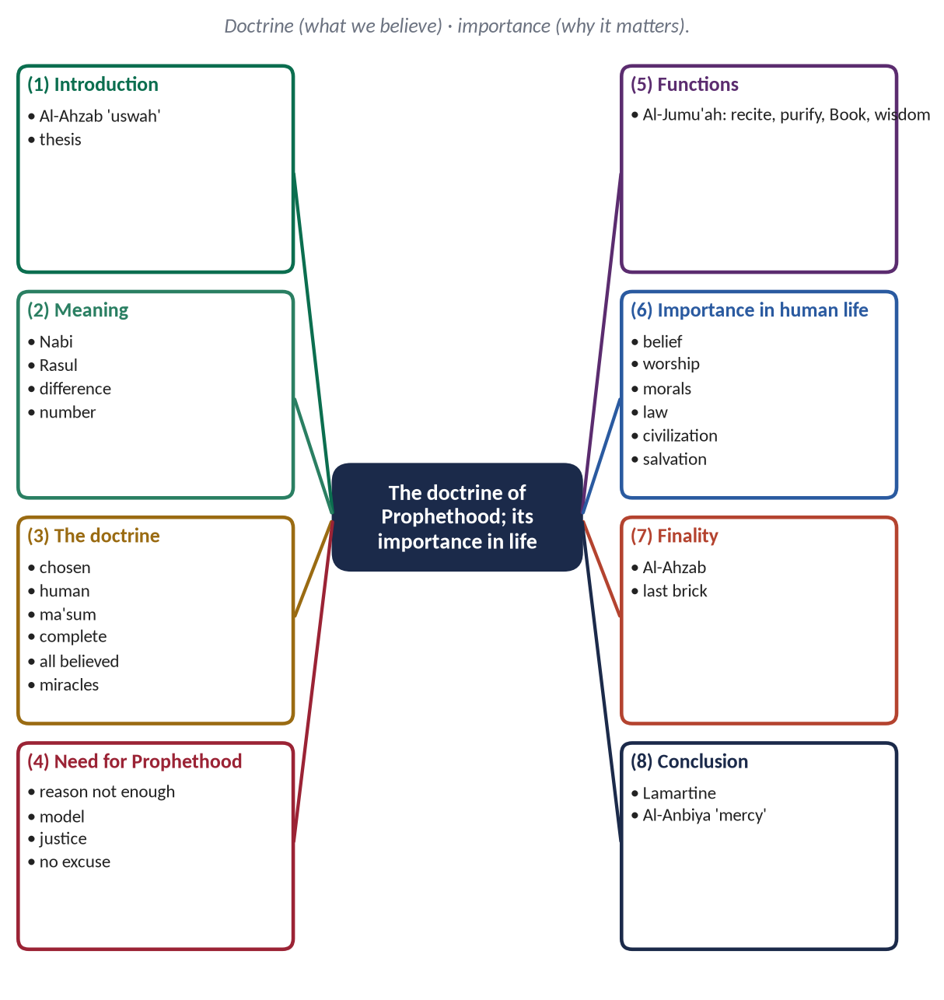 Doctrine (what we believe) · importance (why it matters).
(1) Introduction
• Al-Ahzab 'uswah'
• thesis
(2) Meaning
• Nabi
• Rasul
• difference
• number
(3) The doctrine
• chosen
• human
• ma'sum
• complete
• all believed
• miracles
(4) Need for Prophethood
• reason not enough
• model
• justice
• no excuse
The doctrine of
Prophethood; its
importance in life
(5) Functions
• Al-Jumu'ah: recite, purify, Book, wisdom
(6) Importance in human life
• belief
• worship
• morals
• law
• civilization
• salvation
(7) Finality
• Al-Ahzab
• last brick
(8) Conclusion
• Lamartine
• Al-Anbiya 'mercy'